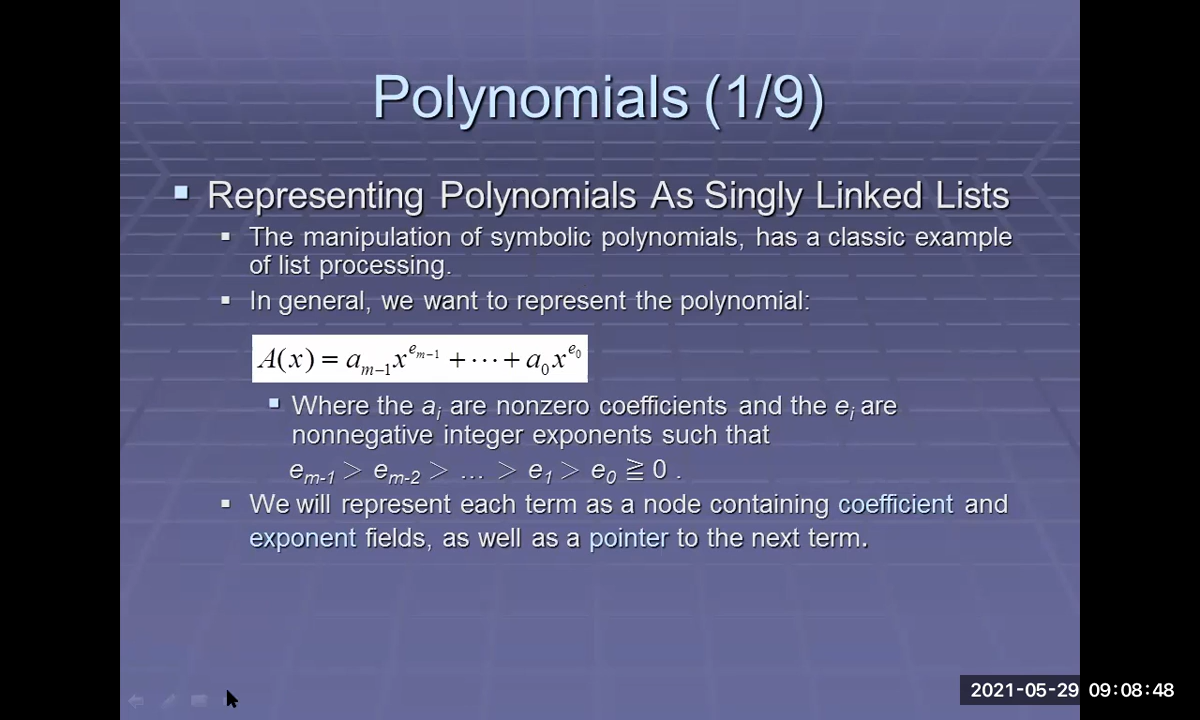 Polynomials (1/9)
Representing Polynomials As Singly Linked Lists
The manipulation of symbolic polynomials, has a classic example
of list processing.
In general, we want to represent the polynomial:
A(x) = a_{m-1}x^{e_{m-1}} + ⋯ + a_0x^{e_0}
Where the a_i are nonzero coefficients and the e_i are
nonnegative integer exponents such that
e_{m-1} > e_{m-2} > … > e_1 > e_0 ≧ 0 .
We will represent each term as a node containing coefficient and
exponent fields, as well as a pointer to the next term.
2021-05-29 09:08:48